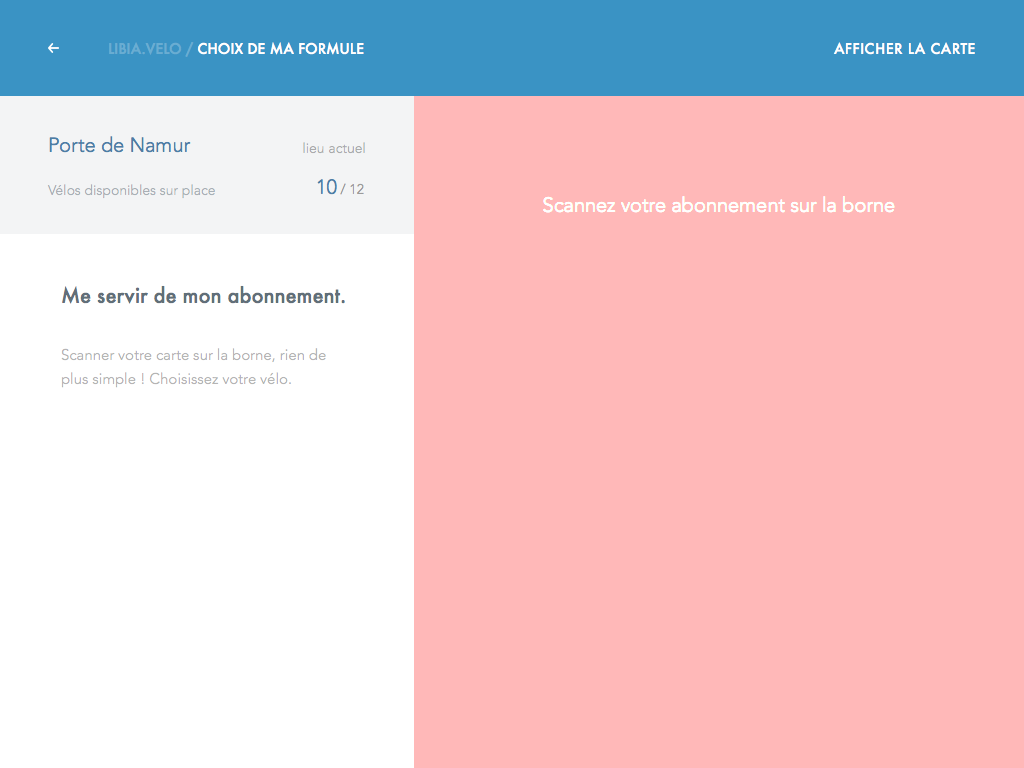 LIBIA.VELO / CHOIX DE MA FORMULE
AFFICHER LA CARTE
Porte de Namur
lieu actuel
Vélos disponibles sur place
10 / 12
Me servir de mon abonnement.
Scanner votre carte sur la borne, rien de
plus simple ! Choisissez votre vélo.
Scannez votre abonnement sur la borne